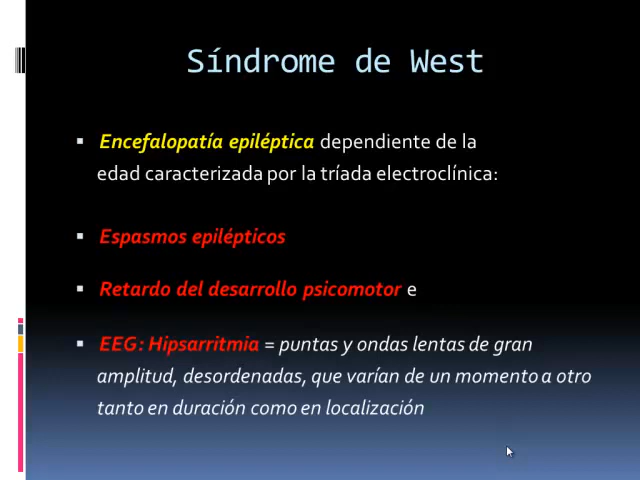 Síndrome de West
▪ Encefalopatía epiléptica dependiente de la
edad caracterizada por la tríada electroclínica:
▪ Espasmos epilépticos
▪ Retardo del desarrollo psicomotor e
▪ EEG: Hipsarritmia = puntas y ondas lentas de gran
amplitud, desordenadas, que varían de un momento a otro
tanto en duración como en localización